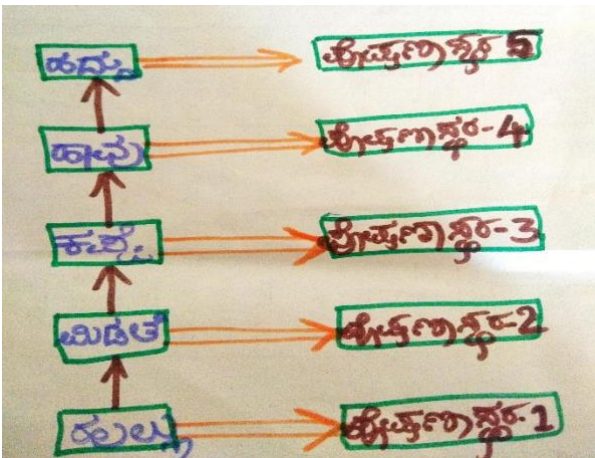 ಹದ್ದು ಪೋಷಣಾಸ್ತರ 5
ಹಾವು ಪೋಷಣಾಸ್ತರ-4
ಕಪ್ಪೆ ಪೋಷಣಾಸ್ತರ-3
ಮಿಡತೆ ಪೋಷಣಾಸ್ತರ-2
ಹುಲ್ಲು ಪೋಷಣಾಸ್ತರ-1